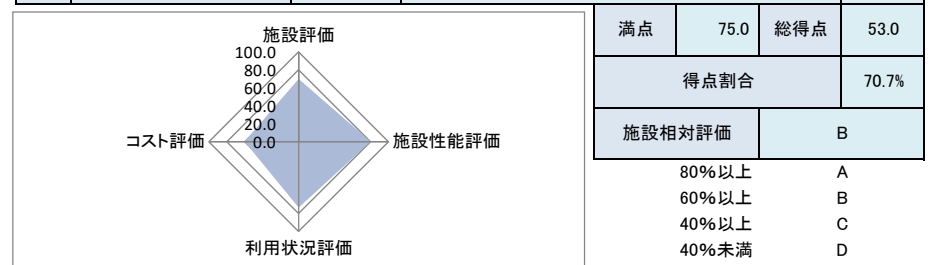 施設評価
100.0
80.0
60.0
40.0
20.0
0.0
コスト評価
施設性能評価
利用状況評価
満点 75.0 総得点 53.0
得点割合 70.7%
施設相対評価 B
80%以上 A
60%以上 B
40%以上 C
40%未満 D